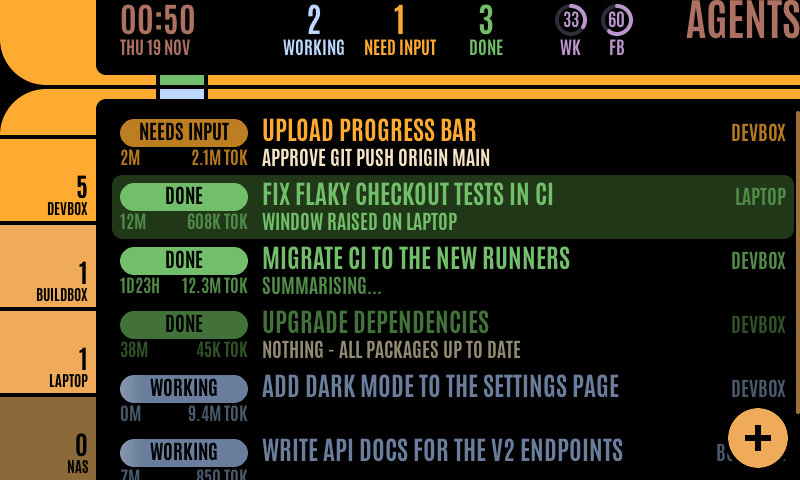 00:50
THU 19 NOV
2
WORKING
1
NEED INPUT
3
DONE
33
WK
60
FB
AGENTS
5
DEVBOX
1
BUILDBOX
1
LAPTOP
0
NAS
NEEDS INPUT
UPLOAD PROGRESS BAR
DEVBOX
2M
2.1M TOK
APPROVE GIT PUSH ORIGIN MAIN
DONE
FIX FLAKY CHECKOUT TESTS IN CI
LAPTOP
12M
608K TOK
WINDOW RAISED ON LAPTOP
DONE
MIGRATE CI TO THE NEW RUNNERS
DEVBOX
1D23H
12.3M TOK
SUMMARISING...
DONE
UPGRADE DEPENDENCIES
DEVBOX
38M
45K TOK
NOTHING - ALL PACKAGES UP TO DATE
WORKING
ADD DARK MODE TO THE SETTINGS PAGE
DEVBOX
0M
9.4M TOK
WORKING
WRITE API DOCS FOR THE V2 ENDPOINTS
7M
850 TOK